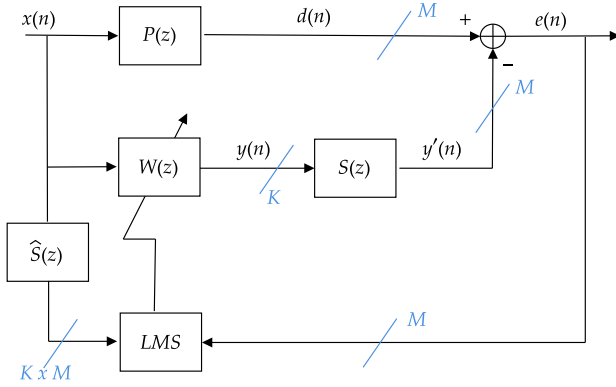 x(n)
P(z)
d(n)
M
+
e(n)
−
M
W(z)
y(n)
K
S(z)
y′(n)
Ŝ(z)
LMS
M
K x M